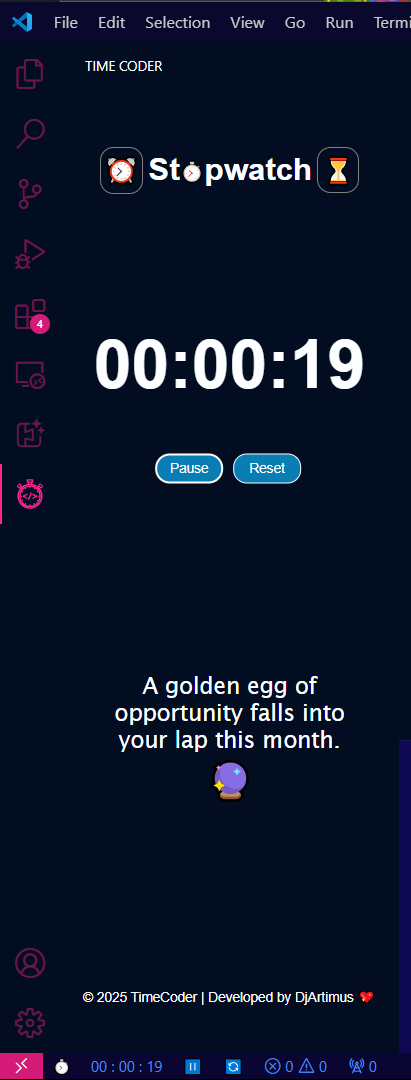 File Edit Selection View Go Run Termi
TIME CODER
⏰ St⏱pwatch ⏳
00:00:19
Pause Reset
4
A golden egg of
opportunity falls into
your lap this month.
🔮
© 2025 TimeCoder | Developed by DjArtimus 💖
00 : 00 : 19 0 0 0